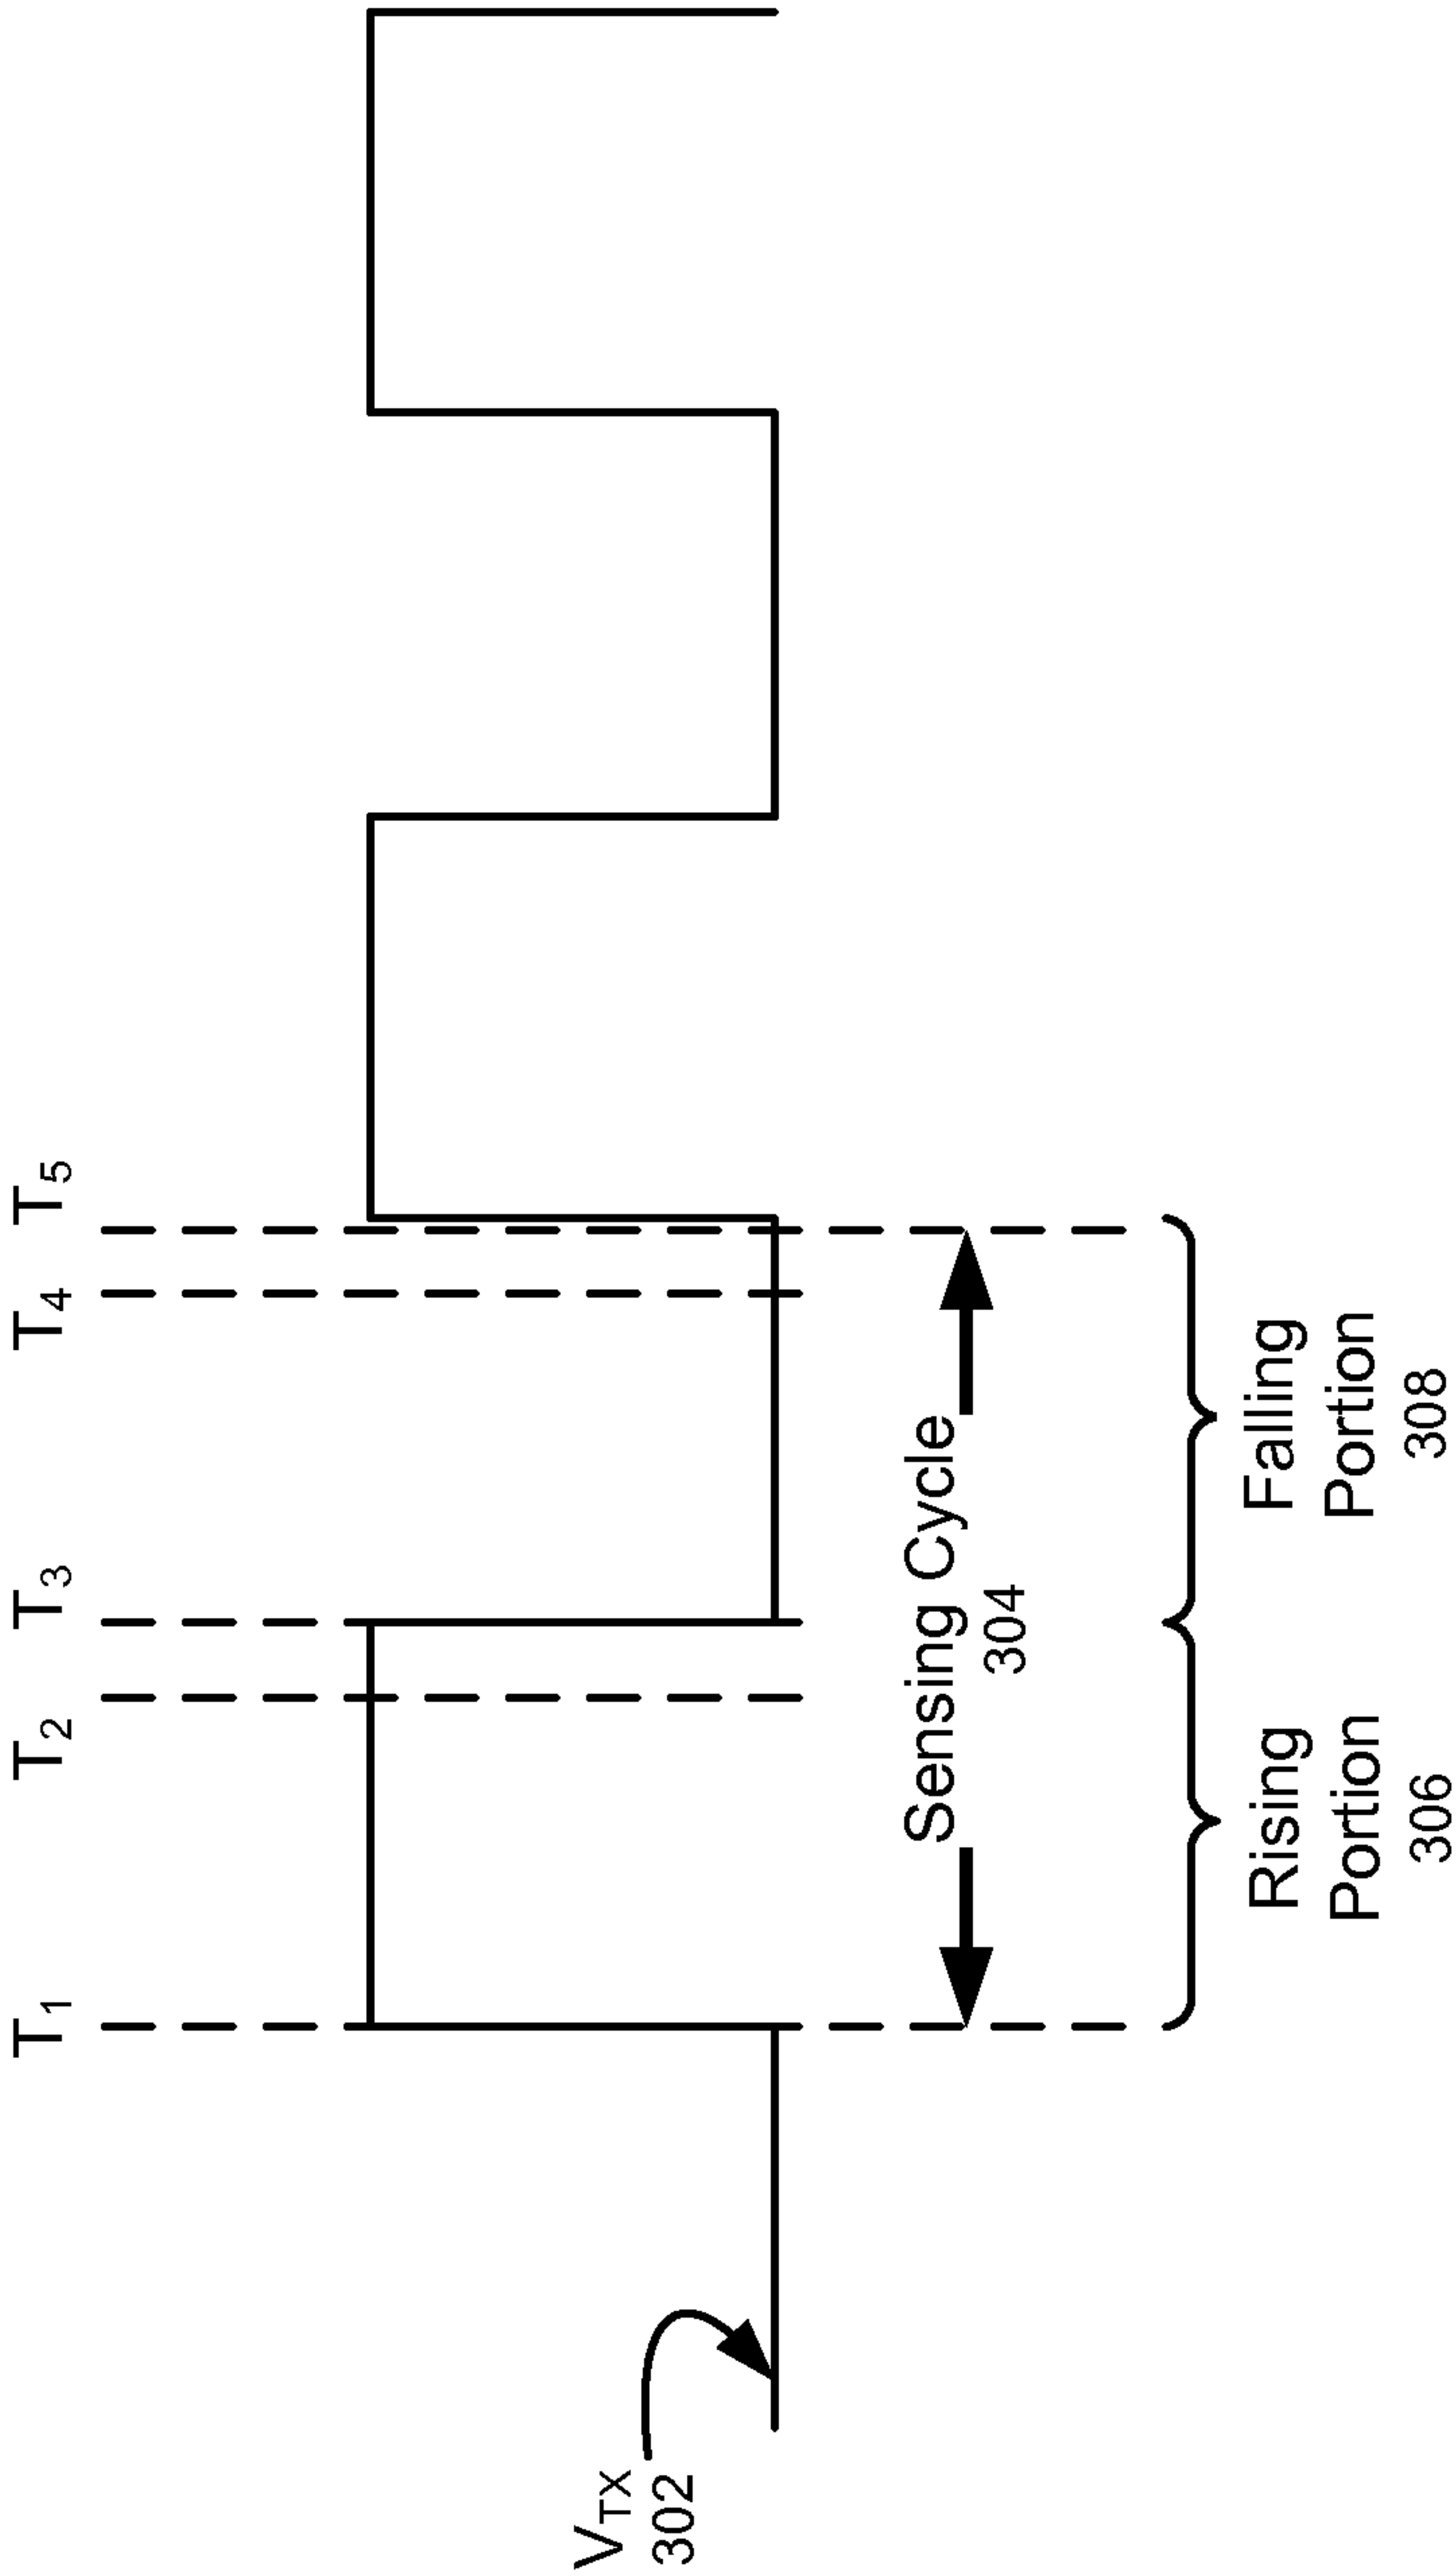 T1
T2
T3
T4
T5
VTX
302
Sensing Cycle
304
Rising
Portion
306
Falling
Portion
308